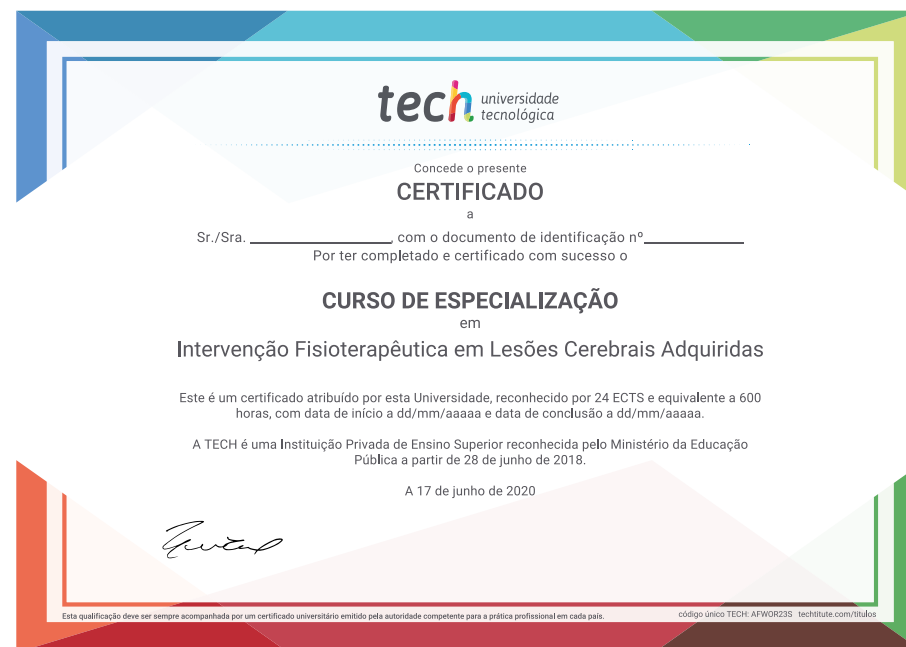 tech universidade
tecnológica
Concede o presente
CERTIFICADO
a
Sr./Sra. ____________________, com o documento de identificação nº______________
Por ter completado e certificado com sucesso o
CURSO DE ESPECIALIZAÇÃO
em
Intervenção Fisioterapêutica em Lesões Cerebrais Adquiridas
Este é um certificado atribuído por esta Universidade, reconhecido por 24 ECTS e equivalente a 600
horas, com data de início a dd/mm/aaaaa e data de conclusão a dd/mm/aaaaa.
A TECH é uma Instituição Privada de Ensino Superior reconhecida pelo Ministério da Educação
Pública a partir de 28 de junho de 2018.
A 17 de junho de 2020
Esta qualificação deve ser sempre acompanhada por um certificado universitário emitido pela autoridade competente para a prática profissional em cada país.
código único TECH: AFWOR23S techtitute.com/titulos